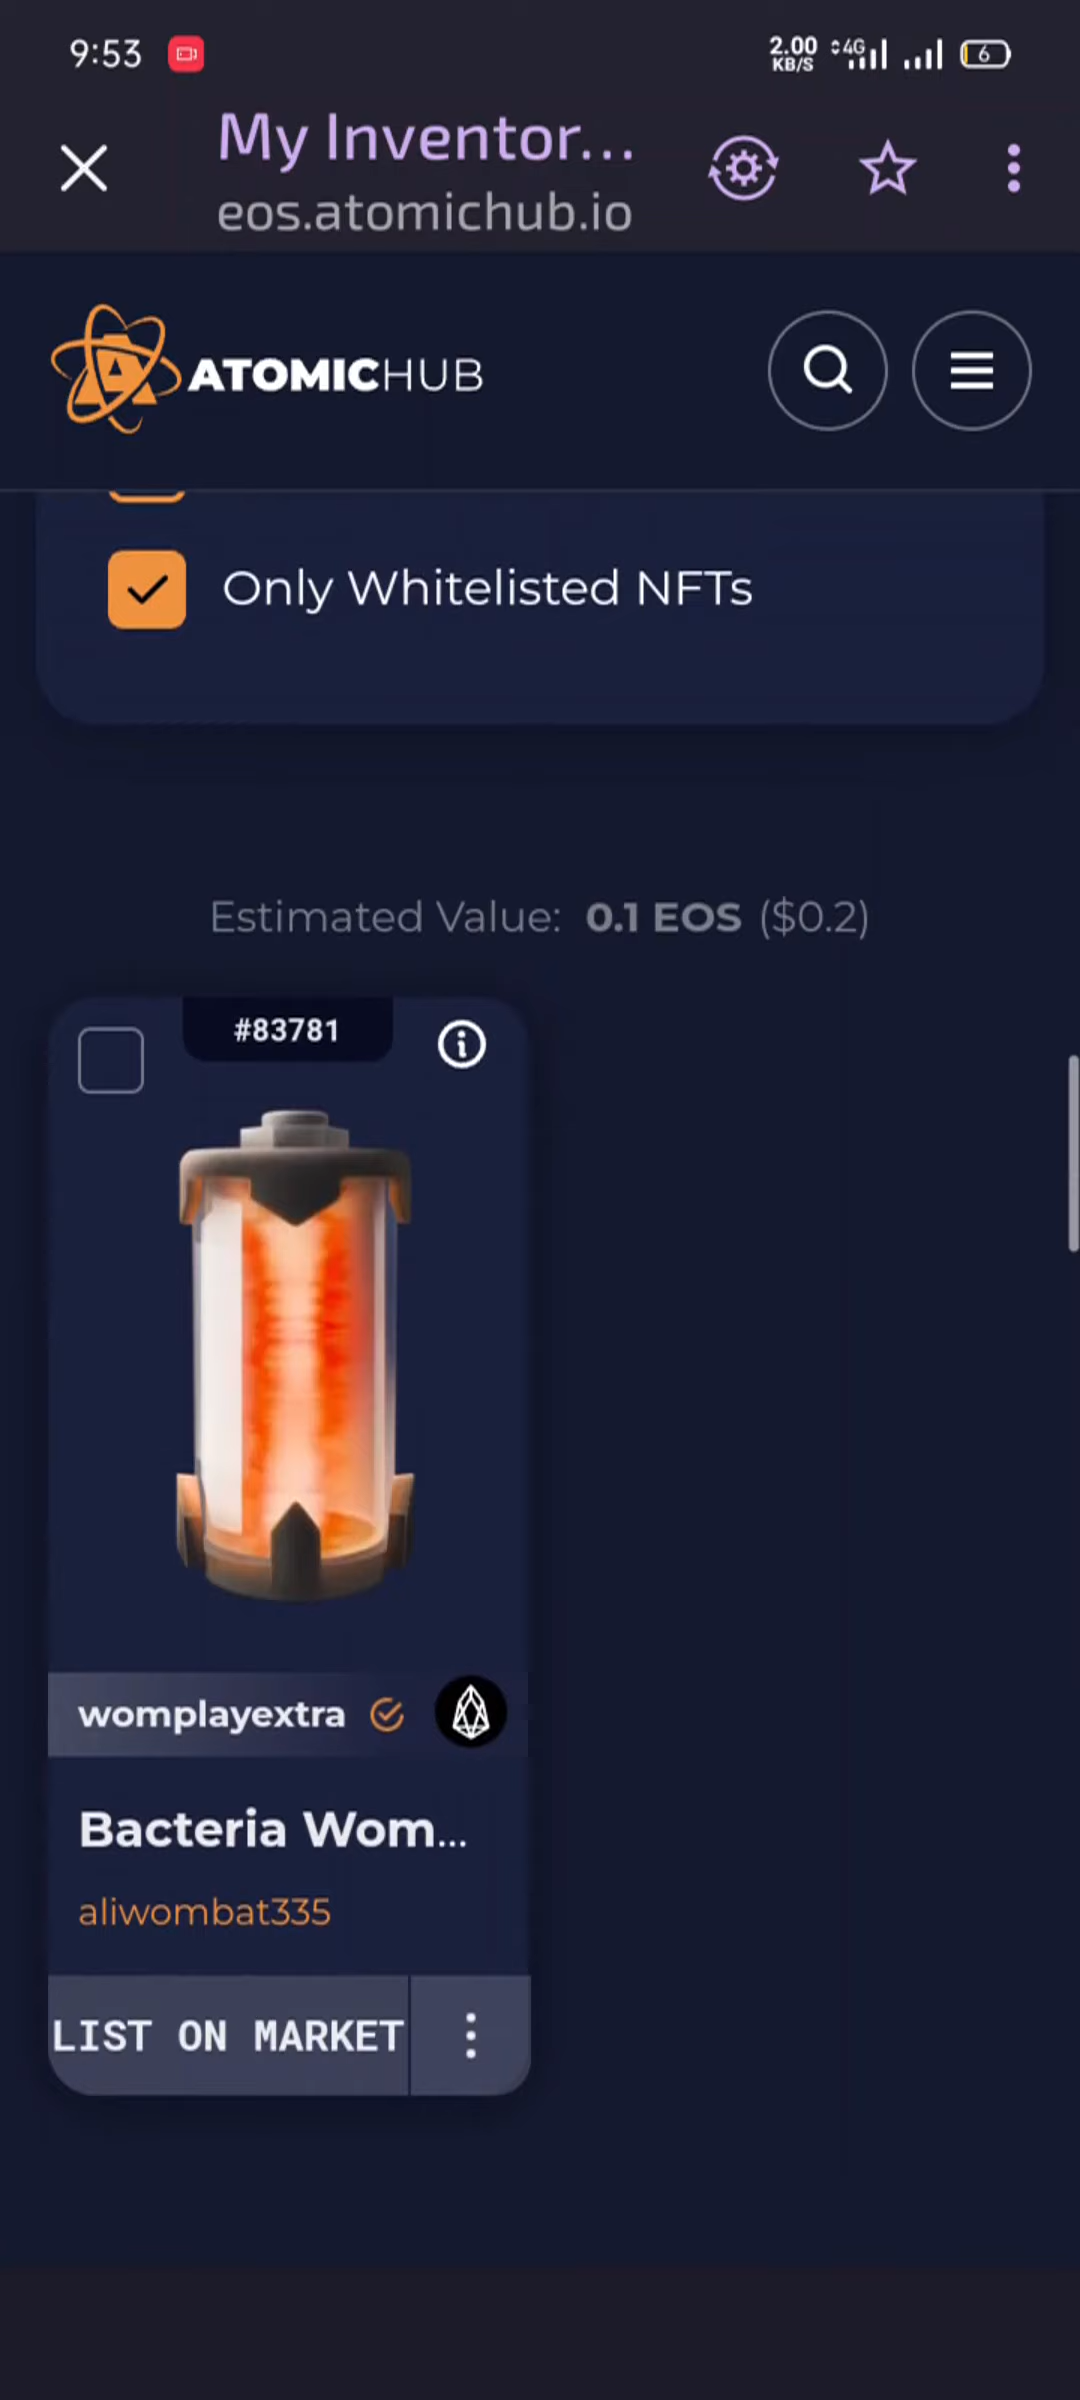 9:53
2.00
KB/S
4G
6
My Inventor...
eos.atomichub.io
ATOMICHUB
Only Whitelisted NFTs
Estimated Value: 0.1 EOS ($0.2)
#83781
womplayextra
Bacteria Wom...
aliwombat335
LIST ON MARKET